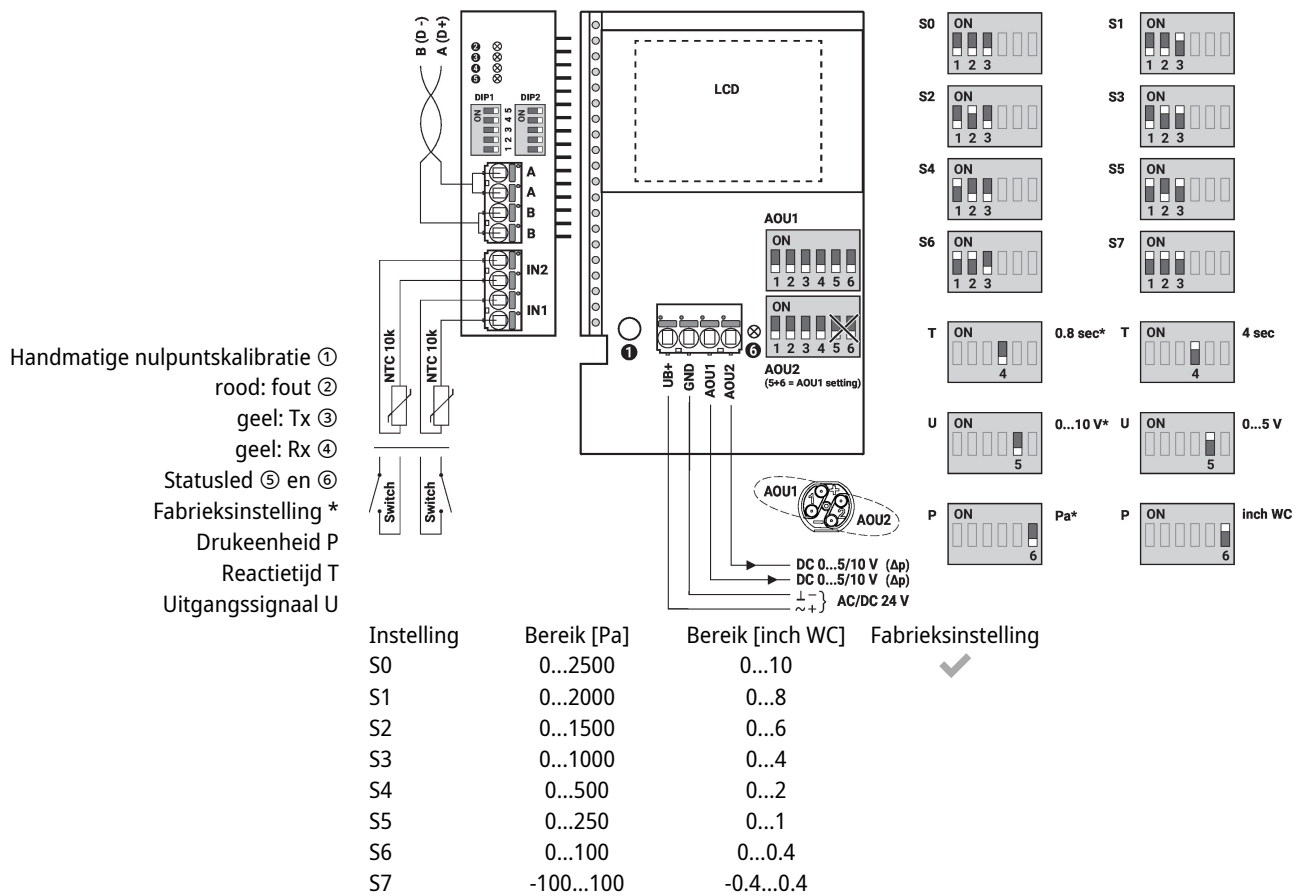 B (D -)
A (D+)
❷
❸
❹
❺
DIP1
DIP2
ON
1 2 3 4 5
A
A
B
B
IN2
IN1
NTC 10k
NTC 10k
Switch
Switch
LCD
AOU1
ON
1 2 3 4 5 6
ON
1 2 3 4 5 6
AOU2
(5+6 = AOU1 setting)
❶
❻
UB+
GND
AOU1
AOU2
AOU1
AOU2
DC 0...5/10 V (Δp)
DC 0...5/10 V (Δp)
⊥ −
~ +
AC/DC 24 V
Handmatige nulpuntskalibratie ①
rood: fout ②
geel: Tx ③
geel: Rx ④
Statusled ⑤ en ⑥
Fabrieksinstelling *
Drukeenheid P
Reactietijd T
Uitgangssignaal U
S0
ON
1 2 3
S1
ON
1 2 3
S2
ON
1 2 3
S3
ON
1 2 3
S4
ON
1 2 3
S5
ON
1 2 3
S6
ON
1 2 3
S7
ON
1 2 3
T
ON
4
0.8 sec*
T
ON
4
4 sec
U
ON
5
0...10 V*
U
ON
5
0...5 V
P
ON
6
Pa*
P
ON
6
inch WC
Instelling Bereik [Pa] Bereik [inch WC] Fabrieksinstelling
S0 0...2500 0...10 ✔
S1 0...2000 0...8
S2 0...1500 0...6
S3 0...1000 0...4
S4 0...500 0...2
S5 0...250 0...1
S6 0...100 0...0.4
S7 -100...100 -0.4...0.4